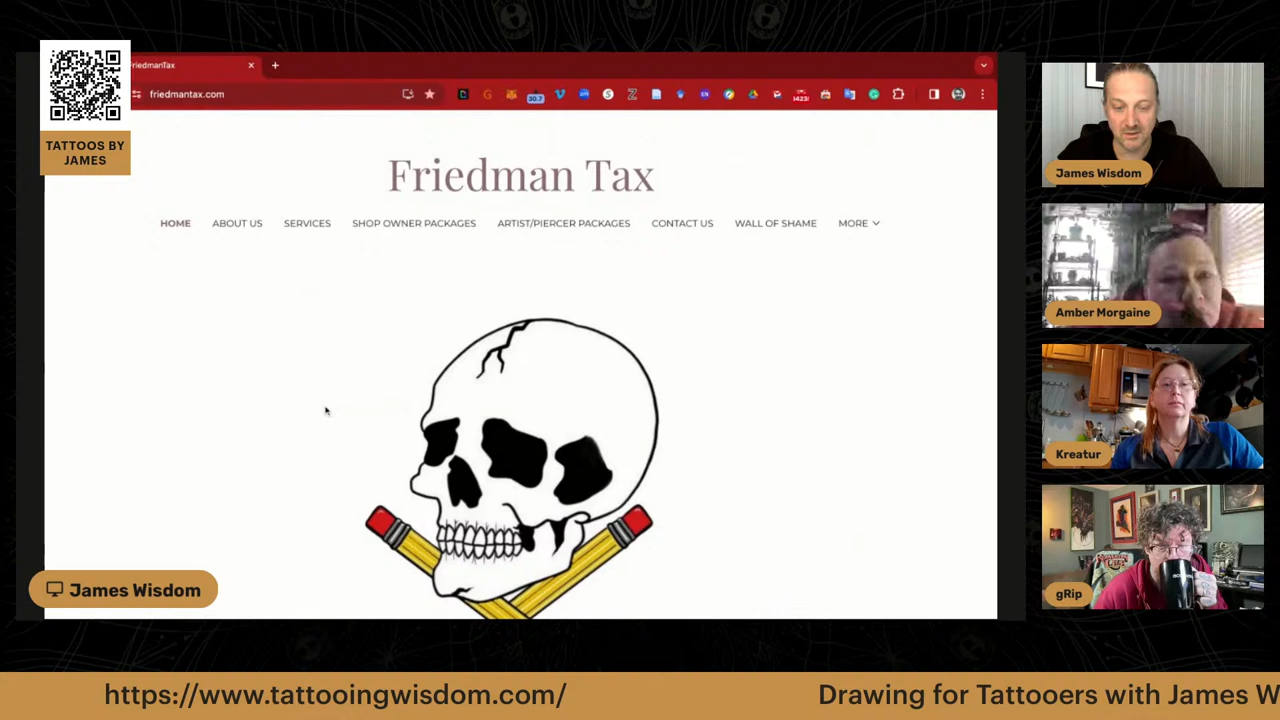 FriedmanTax
friedmantax.com
TATTOOS BY
JAMES
Friedman Tax
HOME ABOUT US SERVICES SHOP OWNER PACKAGES ARTIST/PIERCER PACKAGES CONTACT US WALL OF SHAME MORE
James Wisdom
Amber Morgaine
Kreatur
gRip
James Wisdom
https://www.tattooingwisdom.com/ Drawing for Tattooers with James W